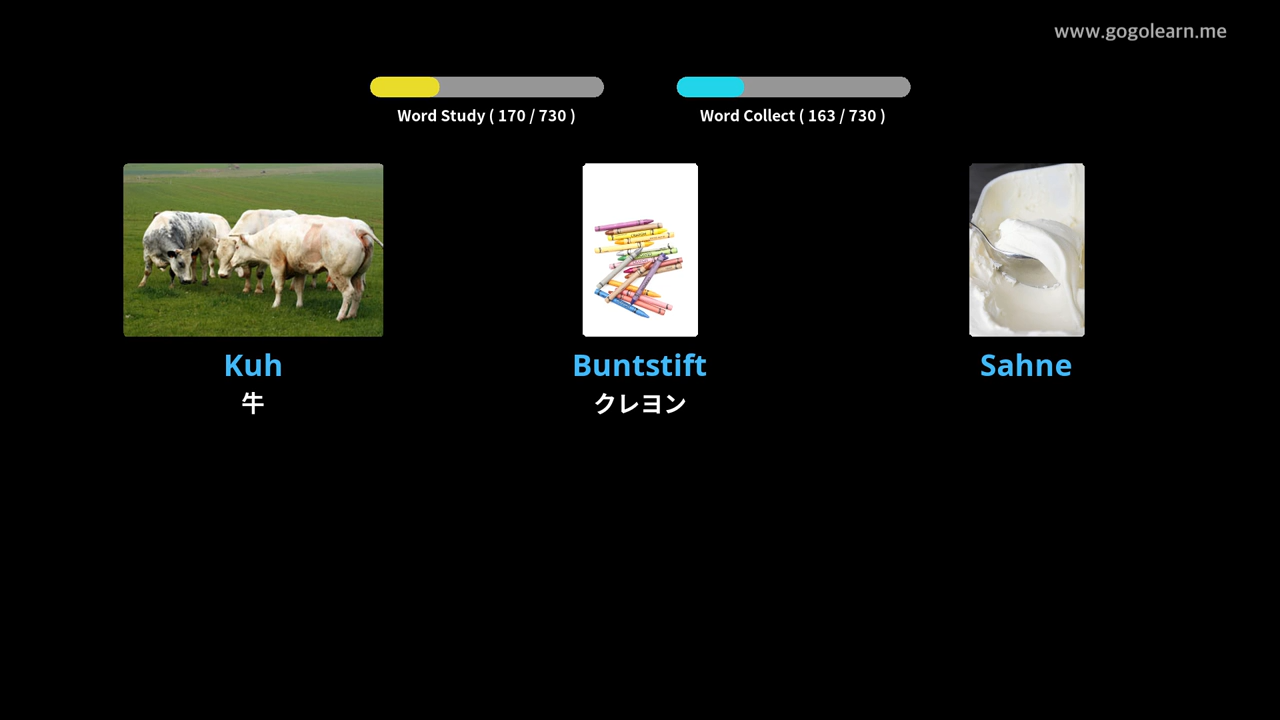 www.gogolearn.me
Word Study ( 170 / 730 )
Word Collect ( 163 / 730 )
Kuh
牛
Buntstift
クレヨン
Sahne